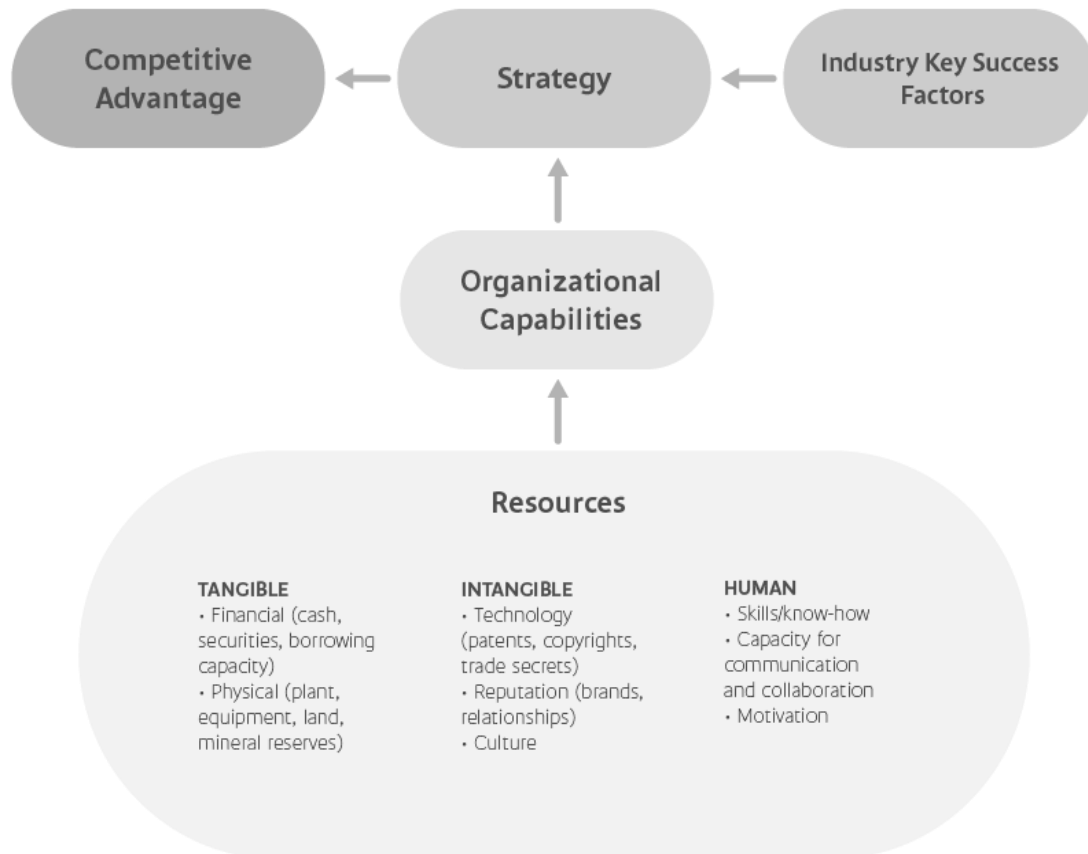 Competitive
Advantage
Strategy
Industry Key Success
Factors
Organizational
Capabilities
Resources
TANGIBLE
• Financial (cash,
securities, borrowing
capacity)
• Physical (plant,
equipment, land,
mineral reserves)
INTANGIBLE
• Technology
(patents, copyrights,
trade secrets)
• Reputation (brands,
relationships)
• Culture
HUMAN
• Skills/know-how
• Capacity for
communication
and collaboration
• Motivation